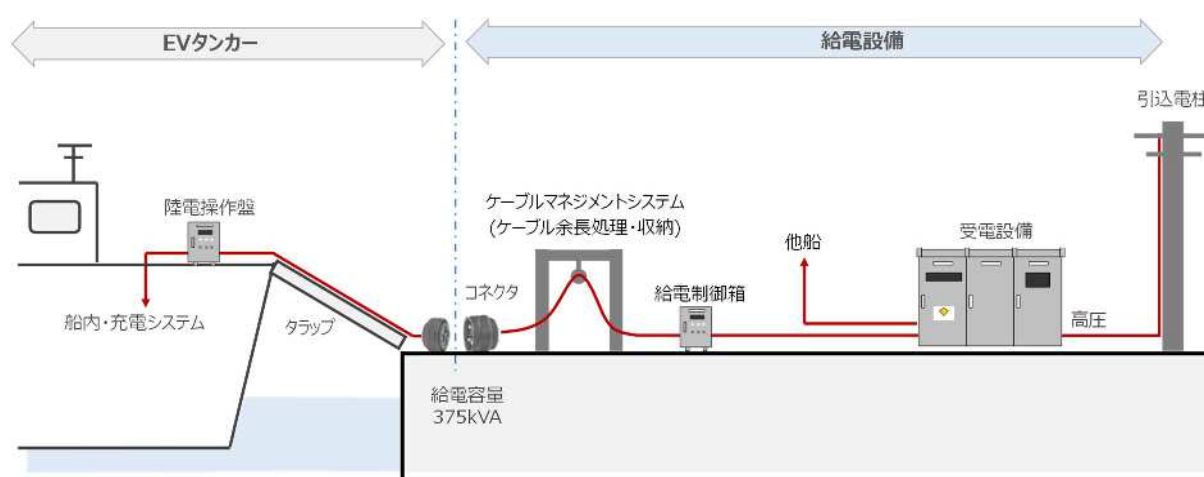 EVタンカー
給電設備
引込電柱
ケーブルマネジメントシステム
(ケーブル余長処理・収納)
陸電操作盤
他船
受電設備
コネクタ
給電制御箱
高圧
船内・充電システム
タラップ
給電容量
375kVA